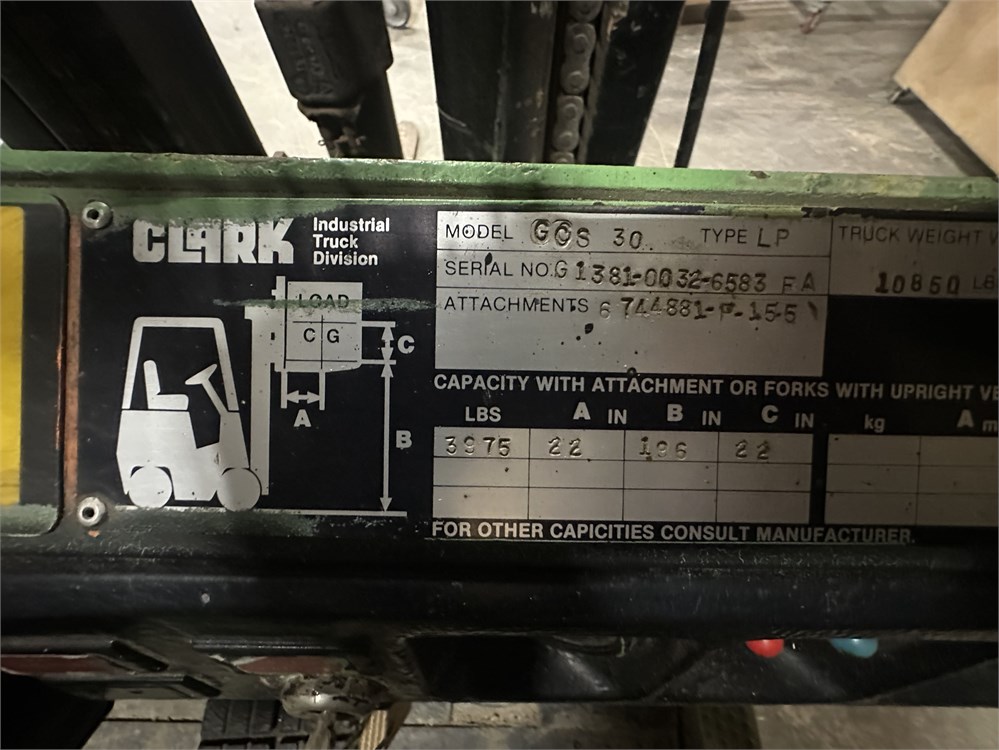 CLARK Industrial
Truck
Division
LOAD
C G
C
A
B
MODEL GCS 30 TYPE LP
SERIAL NO. G1381-0032-6583 FA
ATTACHMENTS 6744881-P-155
TRUCK WEIGHT
10850 LB
CAPACITY WITH ATTACHMENT OR FORKS WITH UPRIGHT VE
LBS A IN B IN C IN kg A m
3975 22 196 22
FOR OTHER CAPICITIES CONSULT MANUFACTURER.